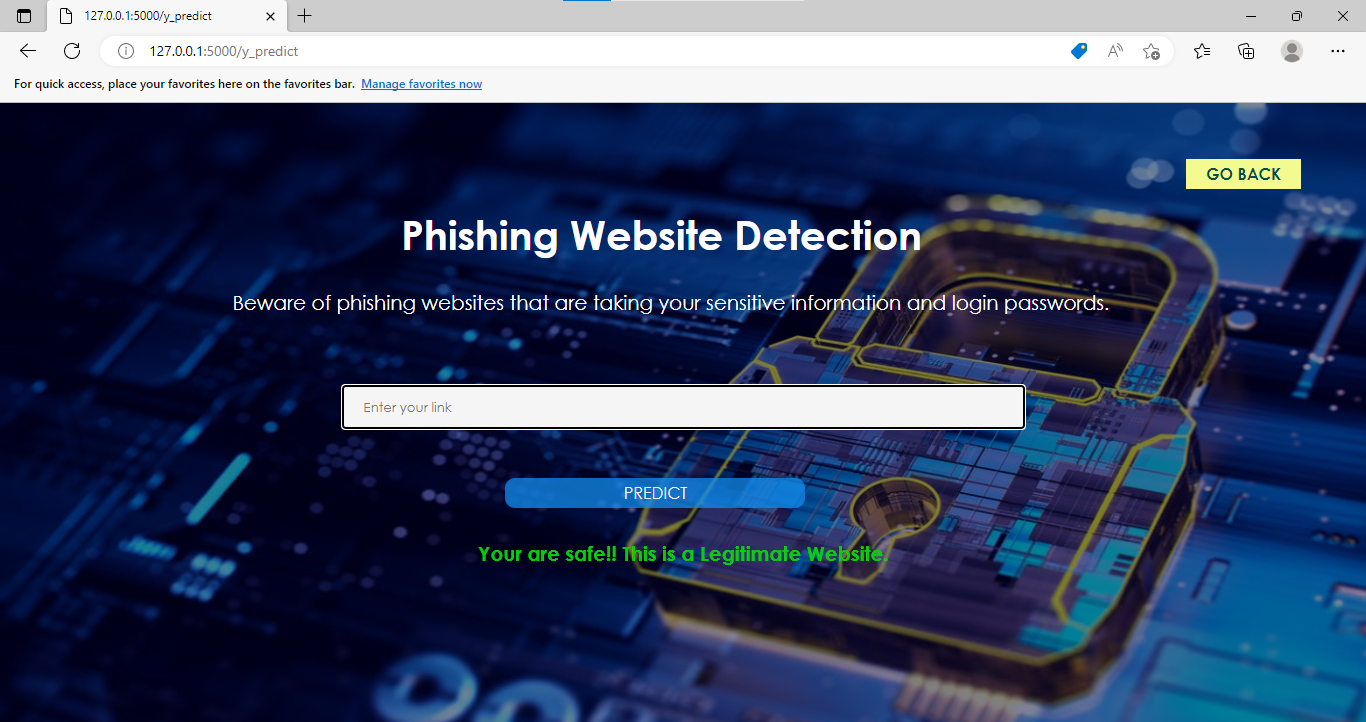 127.0.0.1:5000/y_predict
127.0.0.1:5000/y_predict
For quick access, place your favorites here on the favorites bar. Manage favorites now
GO BACK
Phishing Website Detection
Beware of phishing websites that are taking your sensitive information and login passwords.
Enter your link
PREDICT
Your are safe!! This is a Legitimate Website.